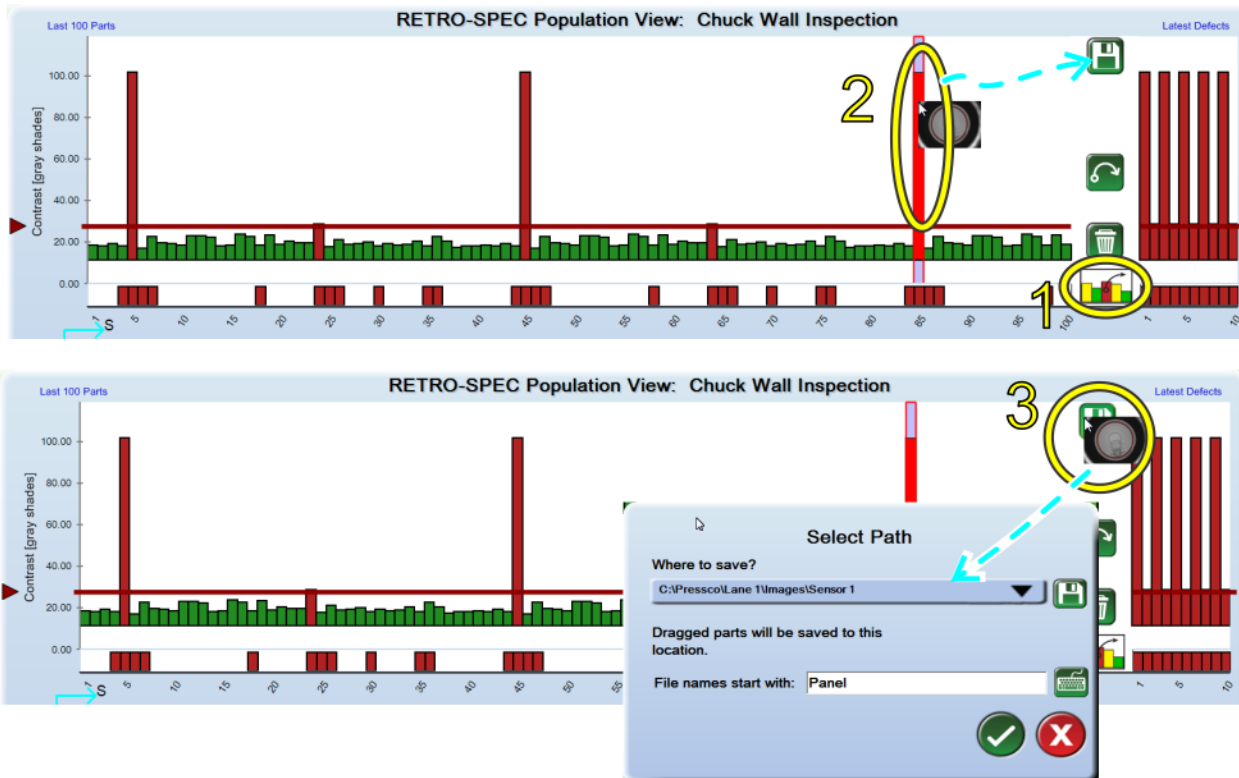 RETRO-SPEC Population View: Chuck Wall Inspection
Last 100 Parts
Latest Defects
Contrast [gray shades]
100.00
80.00
60.00
40.00
20.00
0.00
1 5 10 15 20 25 30 35 40 45 50 55 60 65 70 75 80 85 90 95 100
1 5 10
S
2
1
RETRO-SPEC Population View: Chuck Wall Inspection
Last 100 Parts
Latest Defects
3
Contrast [gray shades]
100.00
80.00
60.00
40.00
20.00
0.00
1 5 10 15 20 25 30 35 40 45 50 55
1 5 10
S
Select Path
Where to save?
C:\Pressco\Lane 1\Images\Sensor 1
Dragged parts will be saved to this
location.
File names start with: Panel